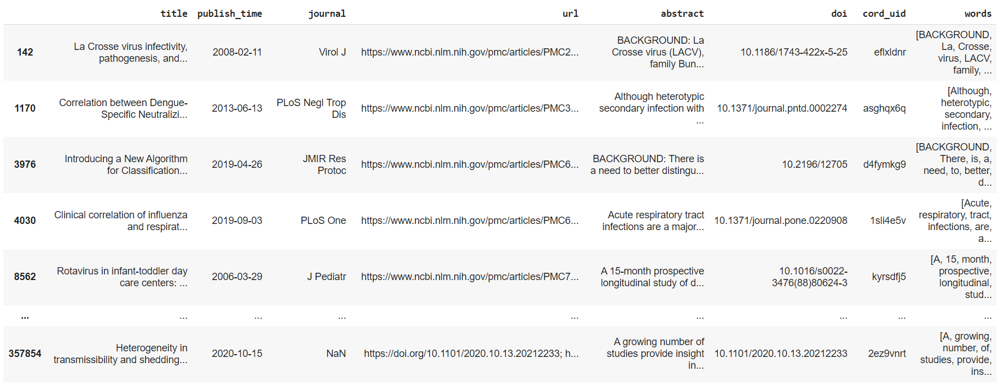 title publish_time journal url abstract doi cord_uid words
142 La Crosse virus infectivity, pathogenesis, and... 2008-02-11 Virol J https://www.ncbi.nlm.nih.gov/pmc/articles/PMC2... BACKGROUND: La Crosse virus (LACV), family Bun... 10.1186/1743-422x-5-25 eflxldnr [BACKGROUND, La, Crosse, virus, LACV, family, ...
1170 Correlation between Dengue-Specific Neutralizi... 2013-06-13 PLoS Negl Trop Dis https://www.ncbi.nlm.nih.gov/pmc/articles/PMC3... Although heterotypic secondary infection with ... 10.1371/journal.pntd.0002274 asghqx6q [Although, heterotypic, secondary, infection, ...
3976 Introducing a New Algorithm for Classification... 2019-04-26 JMIR Res Protoc https://www.ncbi.nlm.nih.gov/pmc/articles/PMC6... BACKGROUND: There is a need to better distingu... 10.2196/12705 d4fymkg9 [BACKGROUND, There, is, a, need, to, better, d...
4030 Clinical correlation of influenza and respirat... 2019-09-03 PLoS One https://www.ncbi.nlm.nih.gov/pmc/articles/PMC6... Acute respiratory tract infections are a major... 10.1371/journal.pone.0220908 1sli4e5v [Acute, respiratory, tract, infections, are, a...
8562 Rotavirus in infant-toddler day care centers: ... 2006-03-29 J Pediatr https://www.ncbi.nlm.nih.gov/pmc/articles/PMC7... A 15-month prospective longitudinal study of d... 10.1016/s0022-3476(88)80624-3 kyrsdfj5 [A, 15, month, prospective, longitudinal, stud...
... ... ... ... ... ... ... ... ...
357854 Heterogeneity in transmissibility and shedding... 2020-10-15 NaN https://doi.org/10.1101/2020.10.13.20212233; h... A growing number of studies provide insight in... 10.1101/2020.10.13.20212233 2ez9vnrt [A, growing, number, of, studies, provide, ins...